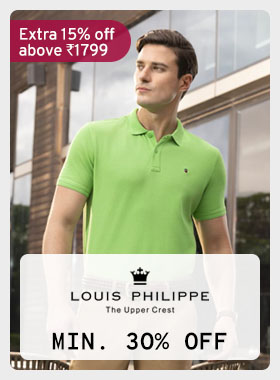 Extra 15% off
above ₹1799
LOUIS PHILIPPE
The Upper Crest
MIN. 30% OFF